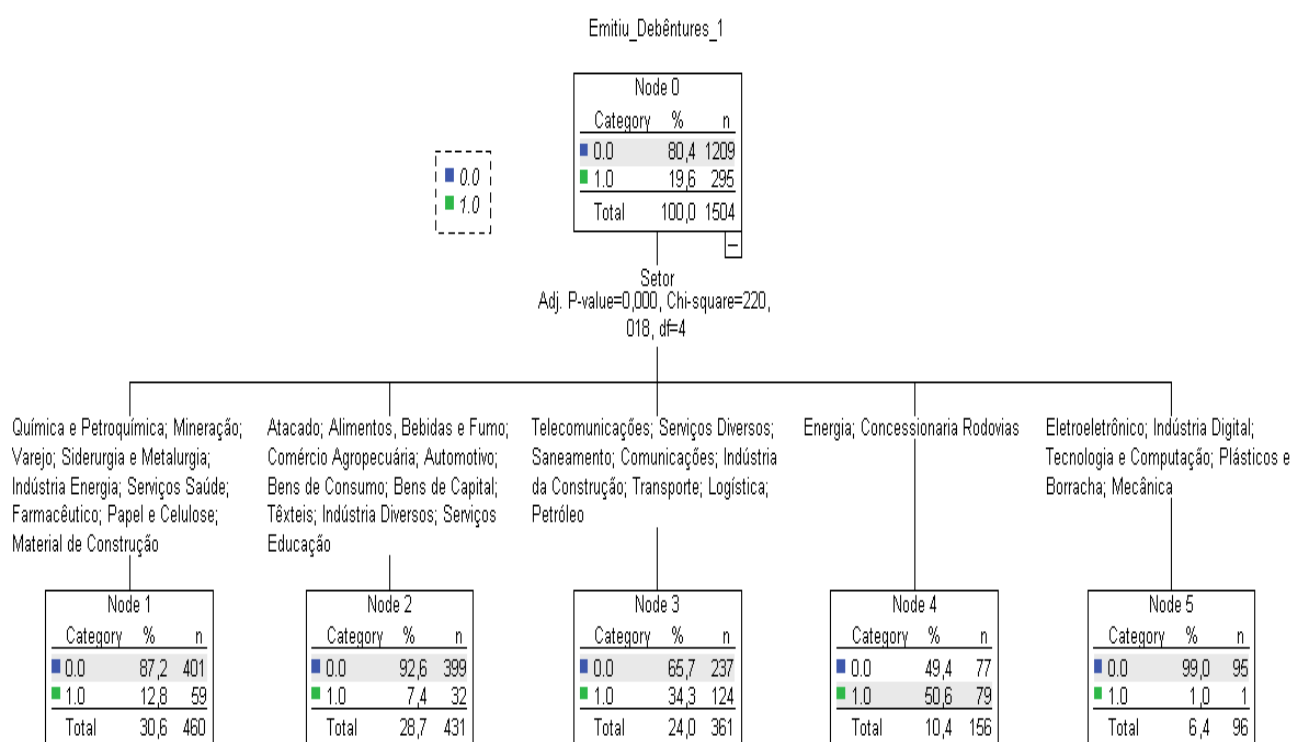 Emitiu_Debêntures_1
Node 0
Category % n
0.0 80,4 1209
1.0 19,6 295
Total 100,0 1504
0.0
1.0
Setor
Adj. P-value=0,000, Chi-square=220,
018, df=4
Química e Petroquímica; Mineração;
Varejo; Siderurgia e Metalurgia;
Indústria Energia; Serviços Saúde;
Farmacêutico; Papel e Celulose;
Material de Construção
Atacado; Alimentos, Bebidas e Fumo;
Comércio Agropecuária; Automotivo;
Bens de Consumo; Bens de Capital;
Têxteis; Indústria Diversos; Serviços
Educação
Telecomunicações; Serviços Diversos;
Saneamento; Comunicações; Indústria
da Construção; Transporte; Logística;
Petróleo
Energia; Concessionaria Rodovias
Eletroeletrônico; Indústria Digital;
Tecnologia e Computação; Plásticos e
Borracha; Mecânica
Node 1
Category % n
0.0 87,2 401
1.0 12,8 59
Total 30,6 460
Node 2
Category % n
0.0 92,6 399
1.0 7,4 32
Total 28,7 431
Node 3
Category % n
0.0 65,7 237
1.0 34,3 124
Total 24,0 361
Node 4
Category % n
0.0 49,4 77
1.0 50,6 79
Total 10,4 156
Node 5
Category % n
0.0 99,0 95
1.0 1,0 1
Total 6,4 96